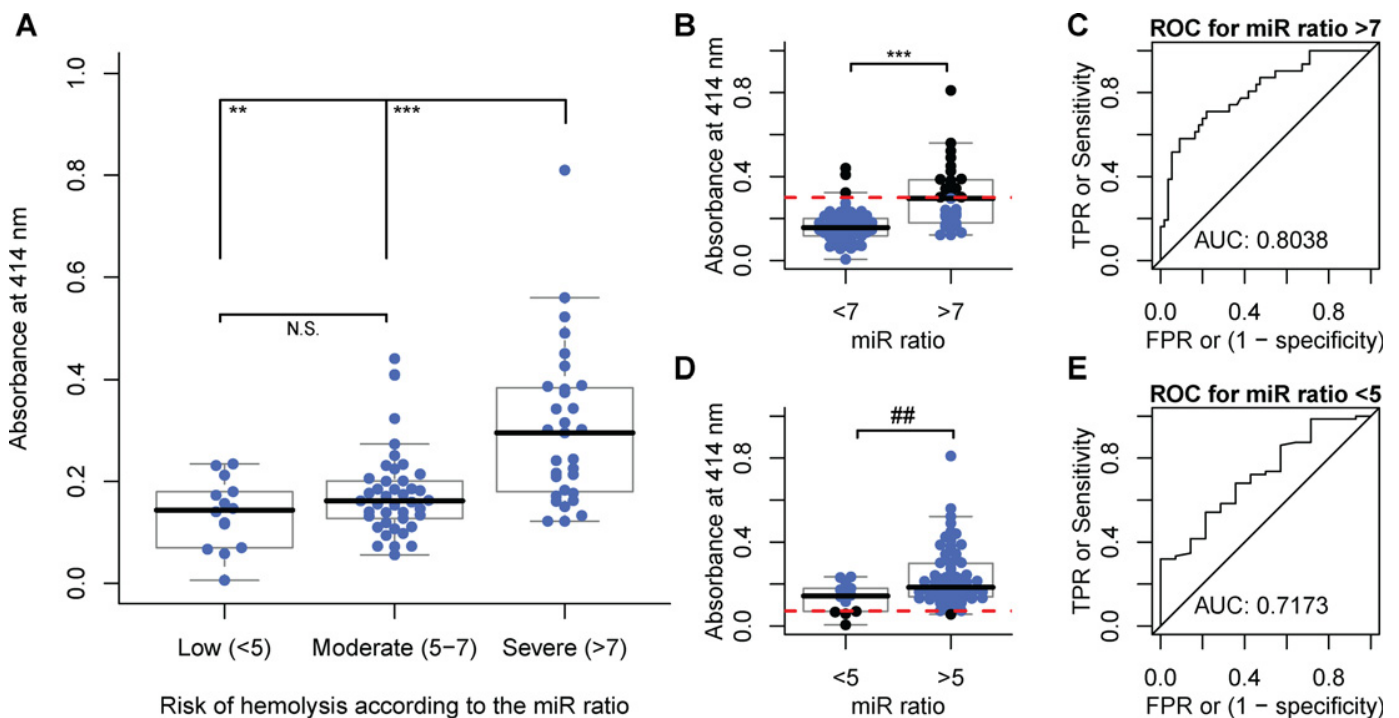 A
Absorbance at 414 nm
1.0
0.8
0.6
0.4
0.2
0.0
**
***
N.S.
Low (<5)
Moderate (5−7)
Severe (>7)
Risk of hemolysis according to the miR ratio
B
Absorbance at 414 nm
0.8
0.4
0.0
***
<7
>7
miR ratio
C
ROC for miR ratio >7
TPR or Sensitivity
0.8
0.4
0.0
AUC: 0.8038
0.0
0.4
0.8
FPR or (1 − specificity)
D
Absorbance at 414 nm
0.8
0.4
0.0
##
<5
>5
miR ratio
E
ROC for miR ratio <5
TPR or Sensitivity
0.8
0.4
0.0
AUC: 0.7173
0.0
0.4
0.8
FPR or (1 − specificity)